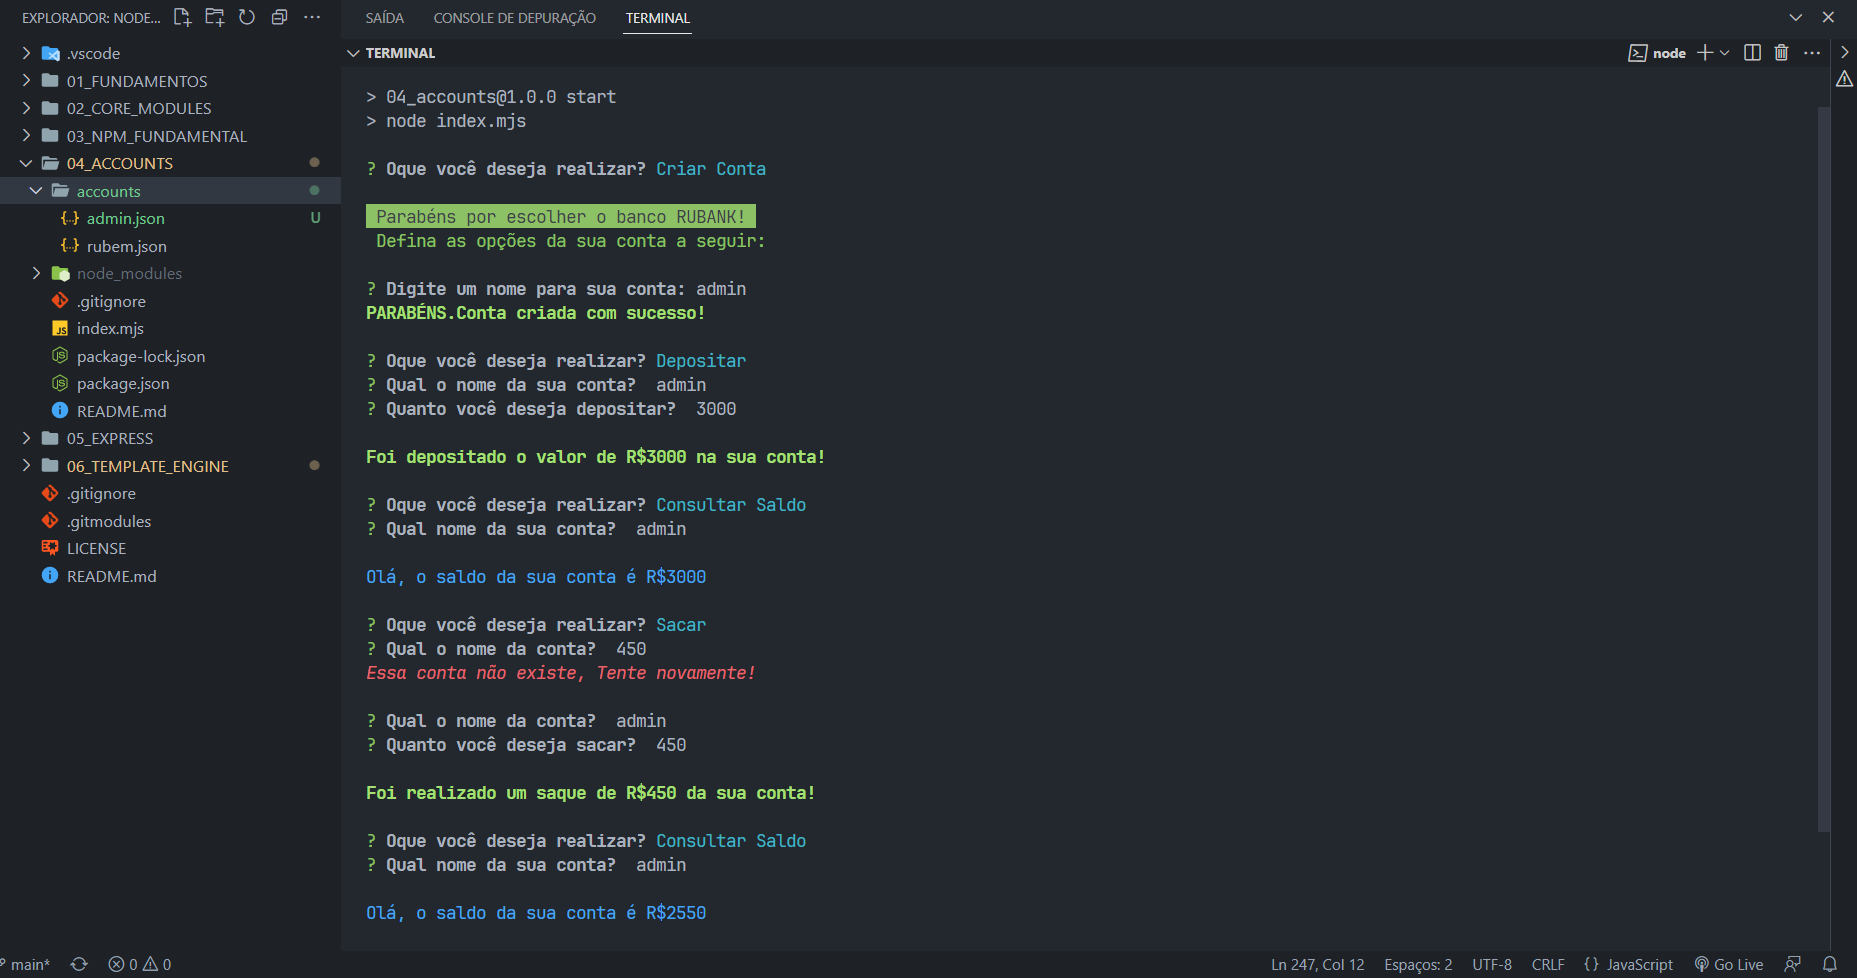 EXPLORADOR: NODE...
.vscode
01_FUNDAMENTOS
02_CORE_MODULES
03_NPM_FUNDAMENTAL
04_ACCOUNTS
accounts
{..} admin.json U
{..} rubem.json
node_modules
.gitignore
JS index.mjs
package-lock.json
package.json
README.md
05_EXPRESS
06_TEMPLATE_ENGINE
.gitignore
.gitmodules
LICENSE
README.md
SAÍDA CONSOLE DE DEPURAÇÃO TERMINAL
TERMINAL
node
> 04_accounts@1.0.0 start
> node index.mjs
? Oque você deseja realizar? Criar Conta
Parabéns por escolher o banco RUBANK!
Defina as opções da sua conta a seguir:
? Digite um nome para sua conta: admin
PARABÉNS.Conta criada com sucesso!
? Oque você deseja realizar? Depositar
? Qual o nome da sua conta? admin
? Quanto você deseja depositar? 3000
Foi depositado o valor de R$3000 na sua conta!
? Oque você deseja realizar? Consultar Saldo
? Qual nome da sua conta? admin
Olá, o saldo da sua conta é R$3000
? Oque você deseja realizar? Sacar
? Qual o nome da conta? 450
Essa conta não existe, Tente novamente!
? Qual o nome da conta? admin
? Quanto você deseja sacar? 450
Foi realizado um saque de R$450 da sua conta!
? Oque você deseja realizar? Consultar Saldo
? Qual nome da sua conta? admin
Olá, o saldo da sua conta é R$2550
main* 0 0 Ln 247, Col 12 Espaços: 2 UTF-8 CRLF {} JavaScript Go Live